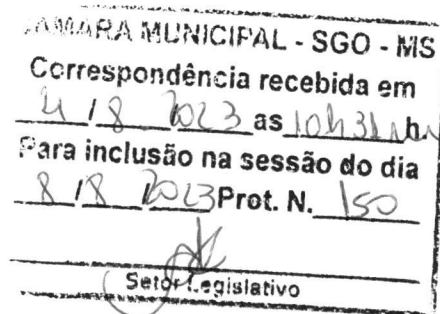 CÂMARA MUNICIPAL - SGO - MS
Correspondência recebida em
4 / 8 2023 as 10h31 h.
Para inclusão na sessão do dia
8 / 8 / 2023 Prot. N. 150
Setor Legislativo